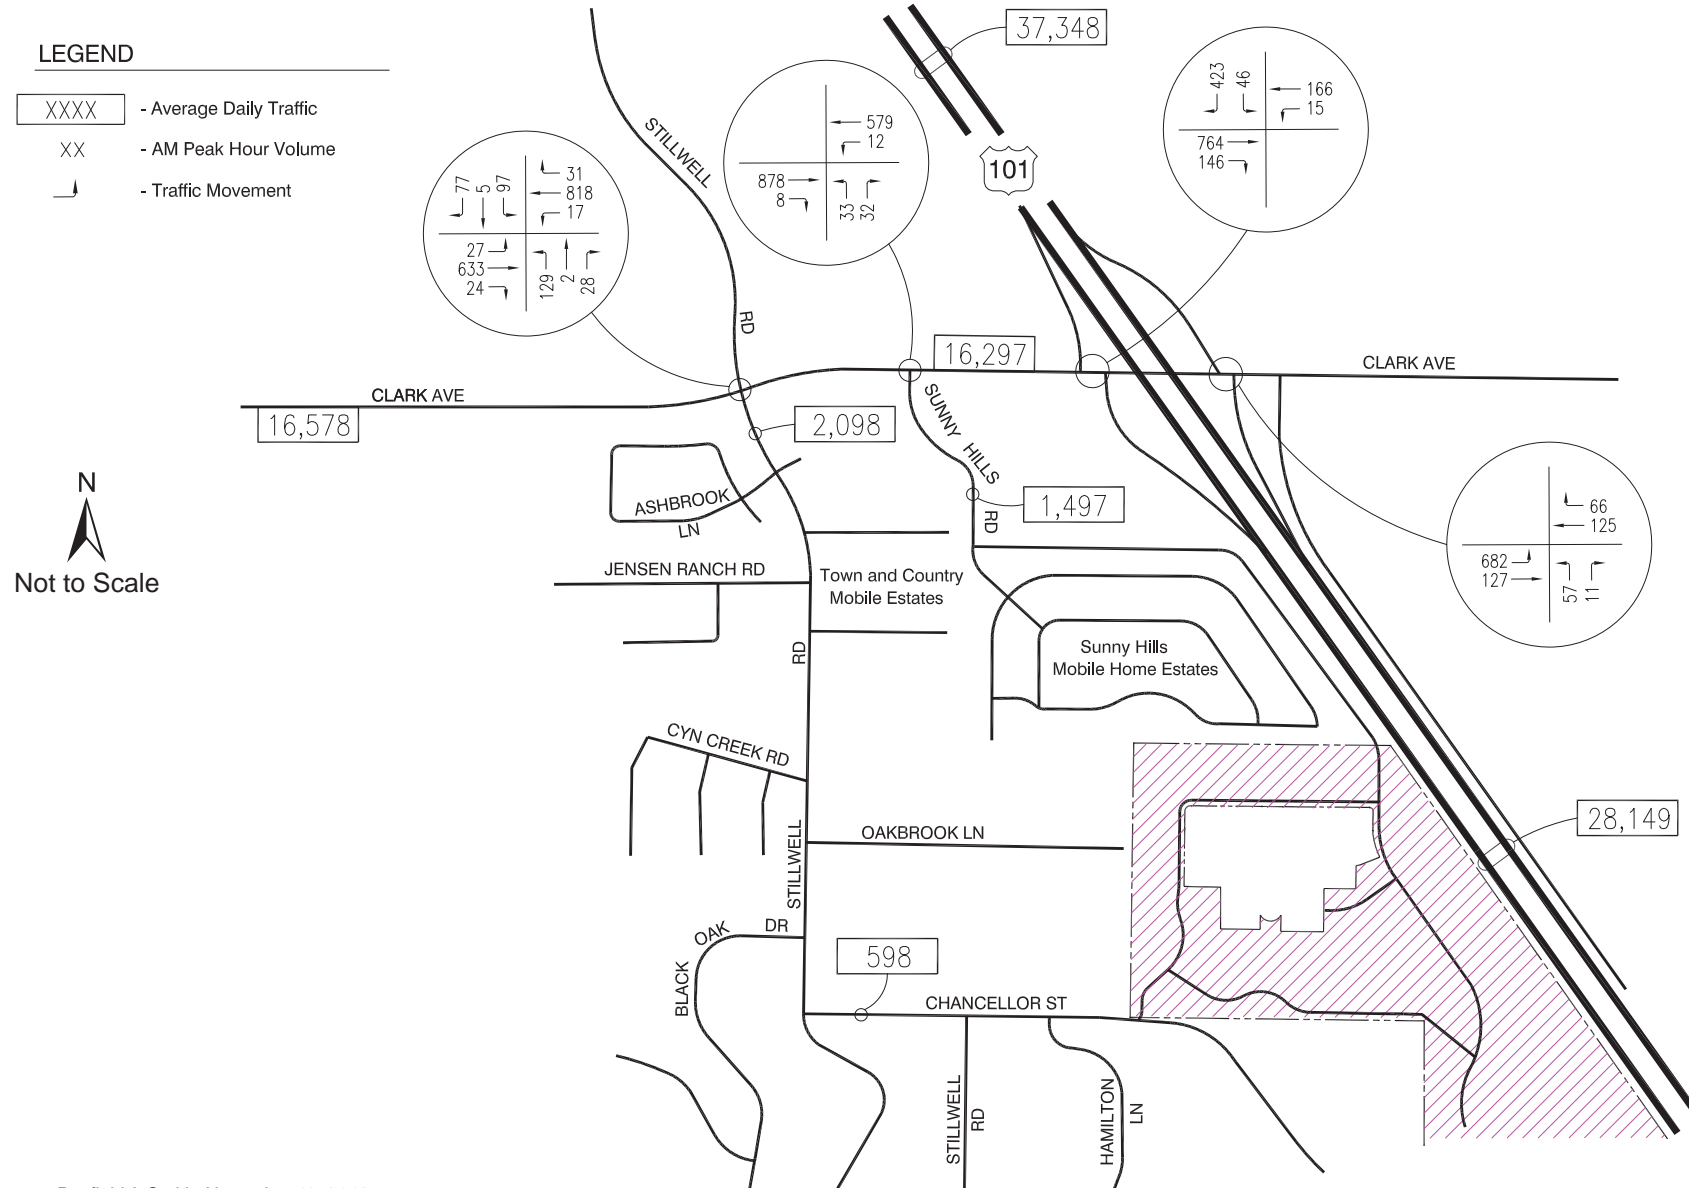 LEGEND
XXXX - Average Daily Traffic
XX - AM Peak Hour Volume
- Traffic Movement
37,348
423 46
166
15
764
146
579
12
878
8
33 32
77 5 97
31
818
17
27
633
24
129 2 28
101
STILLWELL
RD
CLARK AVE
16,578
16,297
CLARK AVE
2,098
SUNNY HILLS
RD
1,497
66
125
682
127
57 11
N
Not to Scale
ASHBROOK
LN
JENSEN RANCH RD
Town and Country
Mobile Estates
RD
Sunny Hills
Mobile Home Estates
CYN CREEK RD
28,149
OAKBROOK LN
STILLWELL
BLACK OAK DR
598
CHANCELLOR ST
STILLWELL
RD
HAMILTON
LN